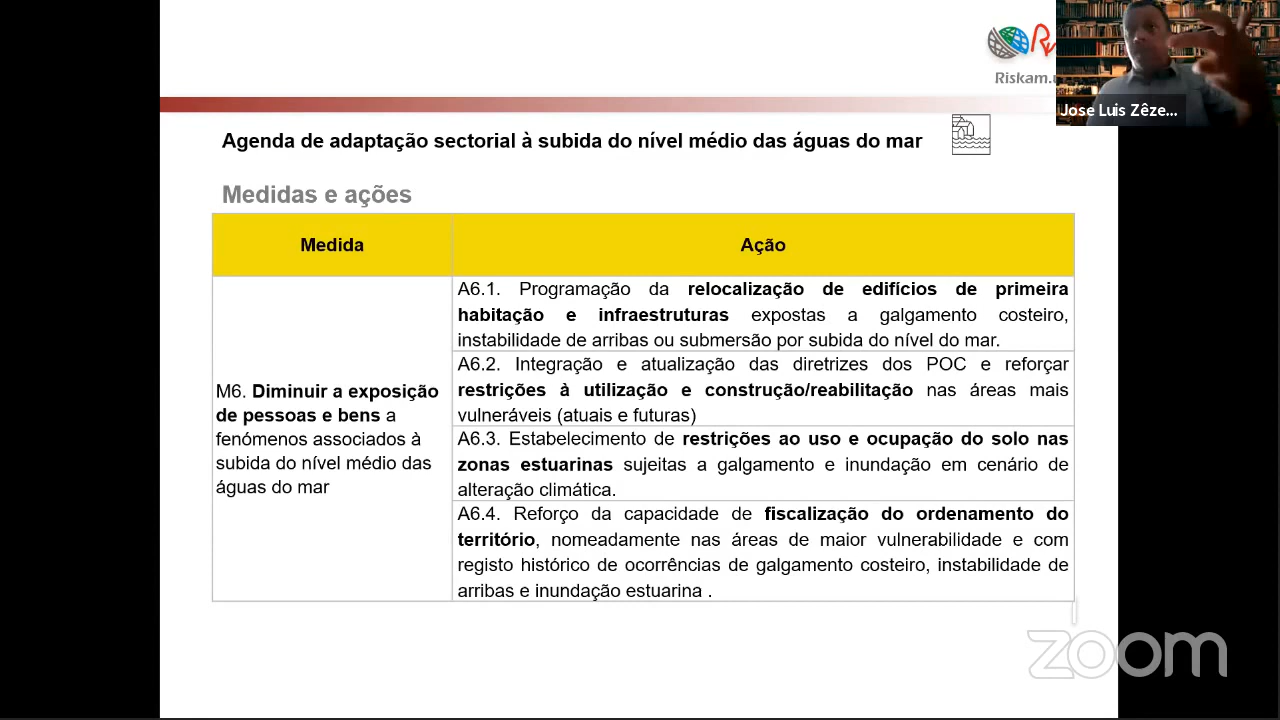 Riskam.
Jose Luis Zêze...
Agenda de adaptação sectorial à subida do nível médio das águas do mar
Medidas e ações
Medida
Ação
M6. Diminuir a exposição
de pessoas e bens a
fenómenos associados à
subida do nível médio das
águas do mar
A6.1. Programação da relocalização de edifícios de primeira
habitação e infraestruturas expostas a galgamento costeiro,
instabilidade de arribas ou submersão por subida do nível do mar.
A6.2. Integração e atualização das diretrizes dos POC e reforçar
restrições à utilização e construção/reabilitação nas áreas mais
vulneráveis (atuais e futuras)
A6.3. Estabelecimento de restrições ao uso e ocupação do solo nas
zonas estuarinas sujeitas a galgamento e inundação em cenário de
alteração climática.
A6.4. Reforço da capacidade de fiscalização do ordenamento do
território, nomeadamente nas áreas de maior vulnerabilidade e com
registo histórico de ocorrências de galgamento costeiro, instabilidade de
arribas e inundação estuarina .
zoom